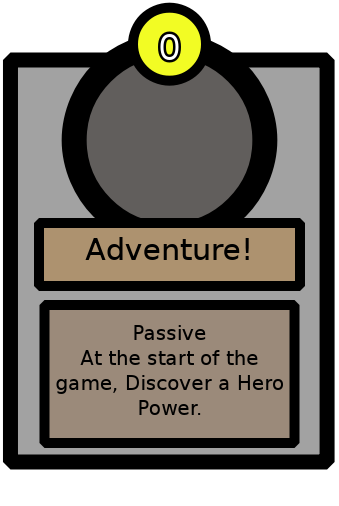 0
Adventure!
Passive
At the start of the
game, Discover a Hero
Power.